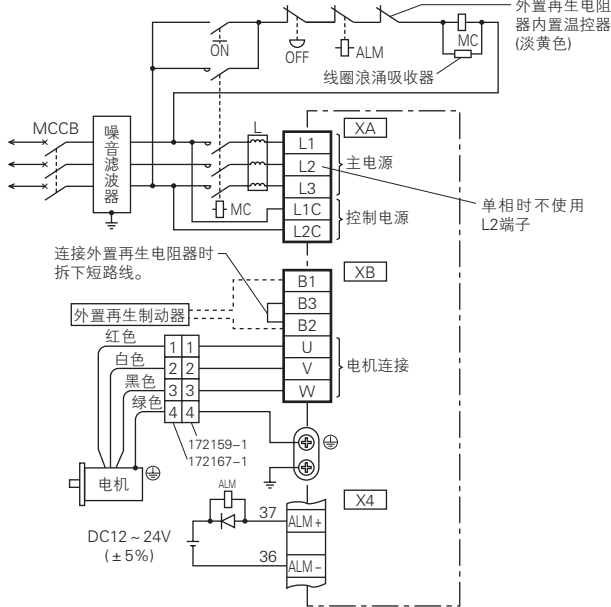 外置再生电阻
器内置温控器
(淡黄色)
ON
OFF
ALM
MC
线圈浪涌吸收器
MCCB
噪音滤波器
L
MC
XA
L1
L2
L3
L1C
L2C
主电源
控制电源
单相时不使用
L2端子
连接外置再生电阻器时
拆下短路线。
XB
B1
B3
B2
U
V
W
外置再生制动器
电机连接
红色
白色
黑色
绿色
1 1
2 2
3 3
4 4
172159–1
172167–1
电机
ALM
X4
37
ALM+
DC12~24V
(±5%)
36
ALM–